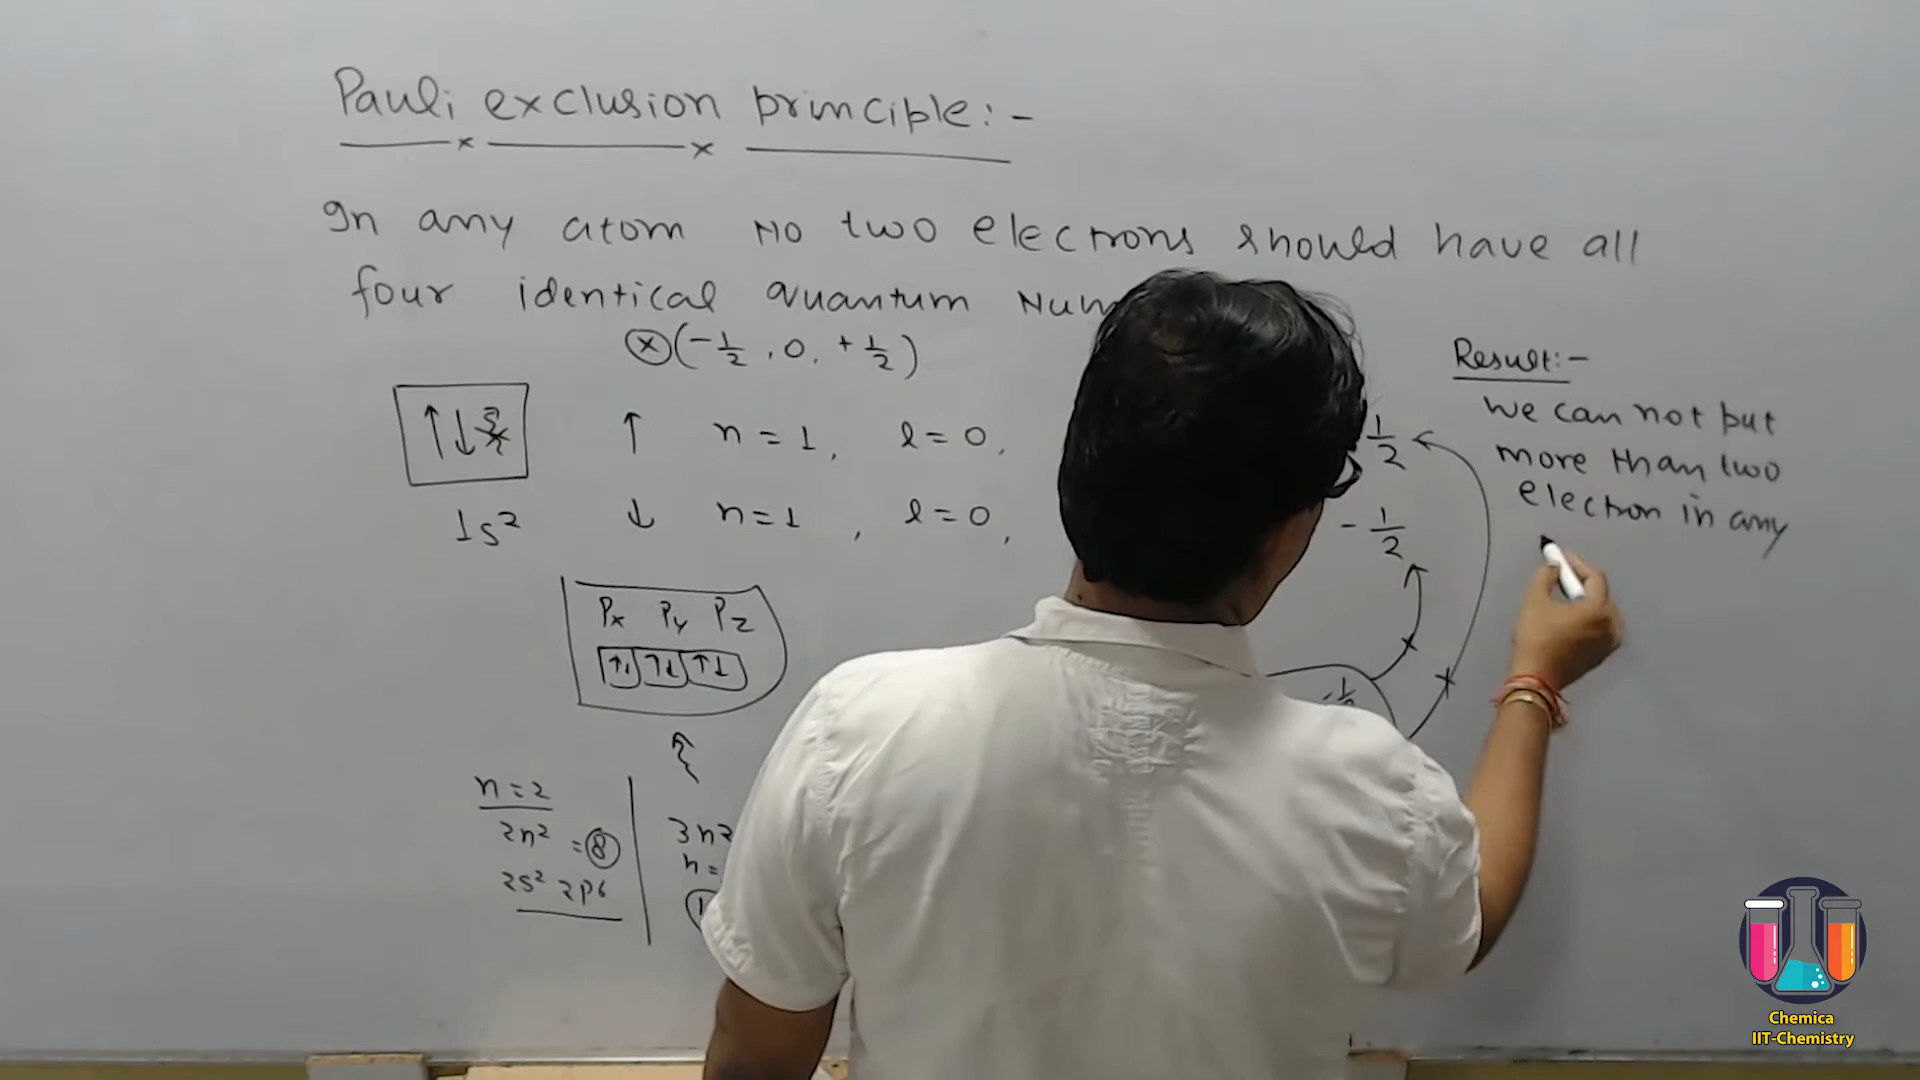 Pauli exclusion principle:-
In any atom No two electrons should have all
four identical quantum
(x) (-1/2, 0, +1/2)
Result:-
we can not put
more than two
electron in any
↑↓
1s²
↑ n = 1, l = 0, 1/2
↓ n = 1, l = 0, -1/2
Px Py Pz
↑↓ ↑↓ ↑↓
n = 2
2n² = 8
2s² 2p6
n =
Chemica
IIT-Chemistry